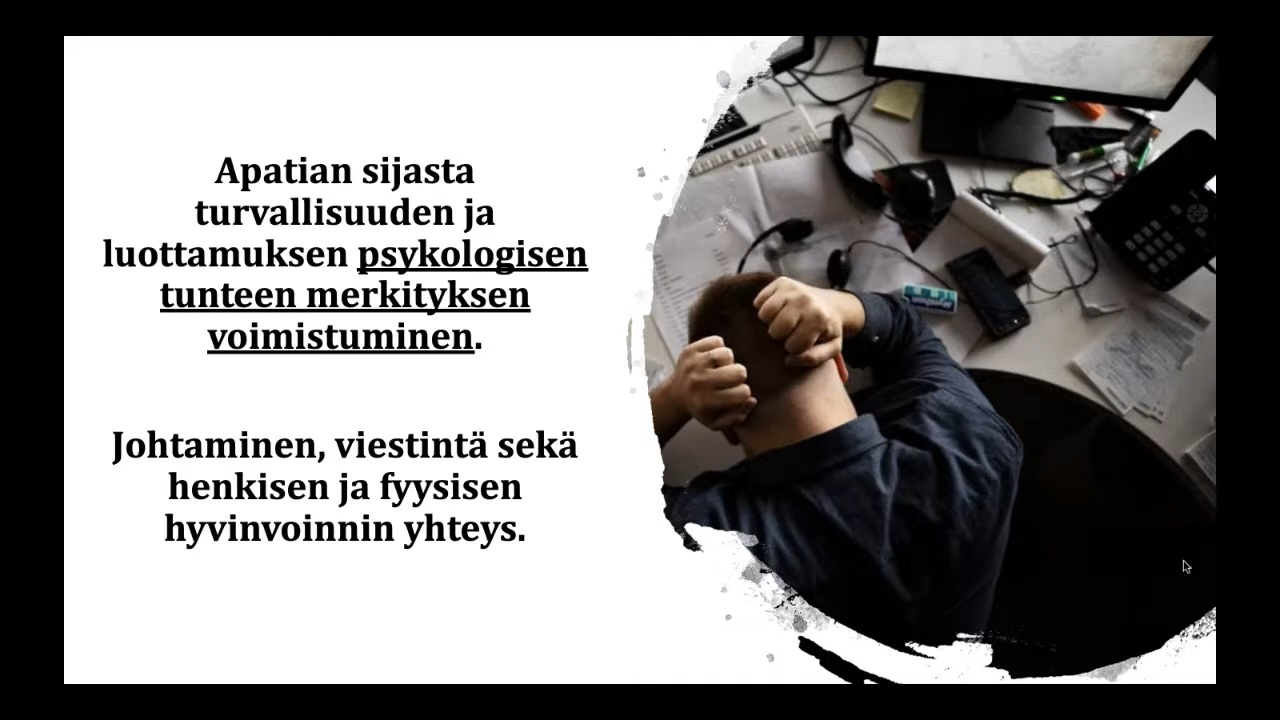 Apatian sijasta
turvallisuuden ja
luottamuksen psykologisen
tunteen merkityksen
voimistuminen.
Johtaminen, viestintä sekä
henkisen ja fyysisen
hyvinvoinnin yhteys.